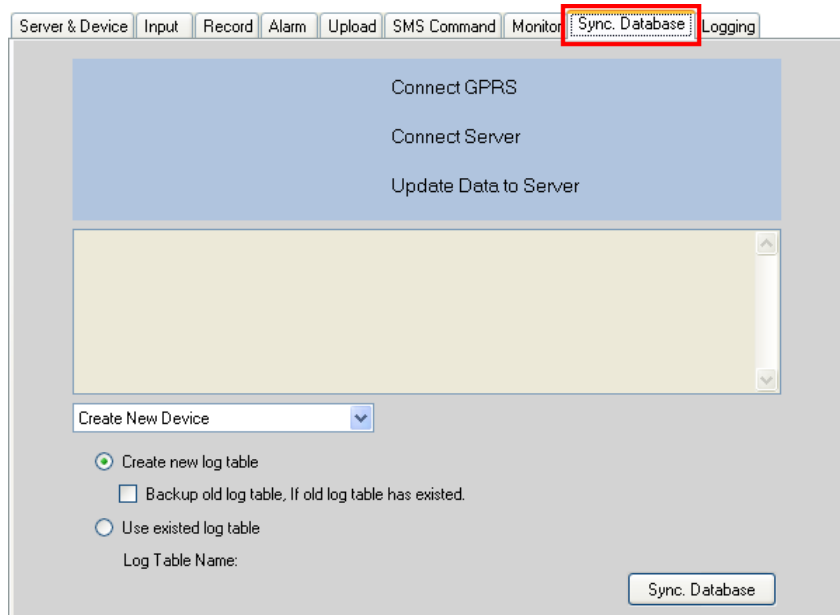 Server & Device Input Record Alarm Upload SMS Command Monitor Sync. Database Logging
Connect GPRS
Connect Server
Update Data to Server
Create New Device
Create new log table
Backup old log table, If old log table has existed.
Use existed log table
Log Table Name:
Sync. Database